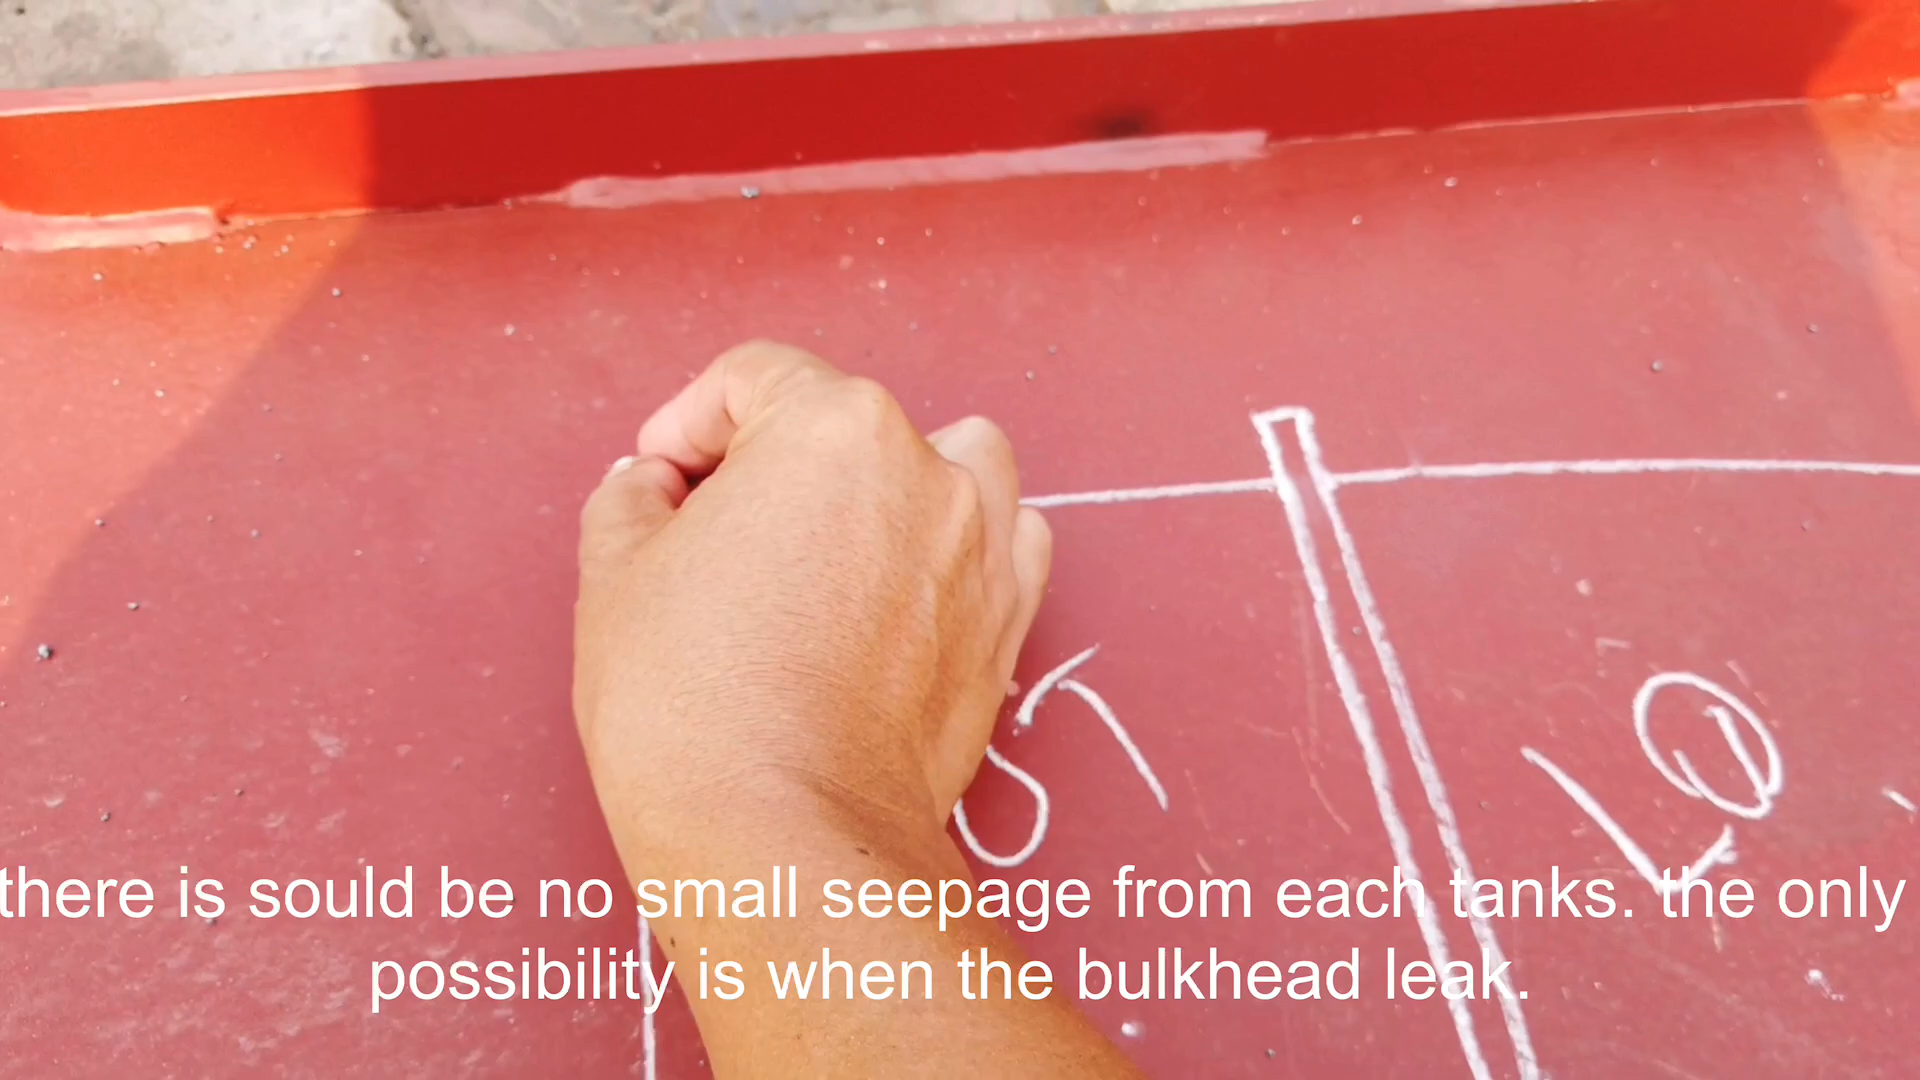 there is sould be no small seepage from each tanks. the only
possibility is when the bulkhead leak.